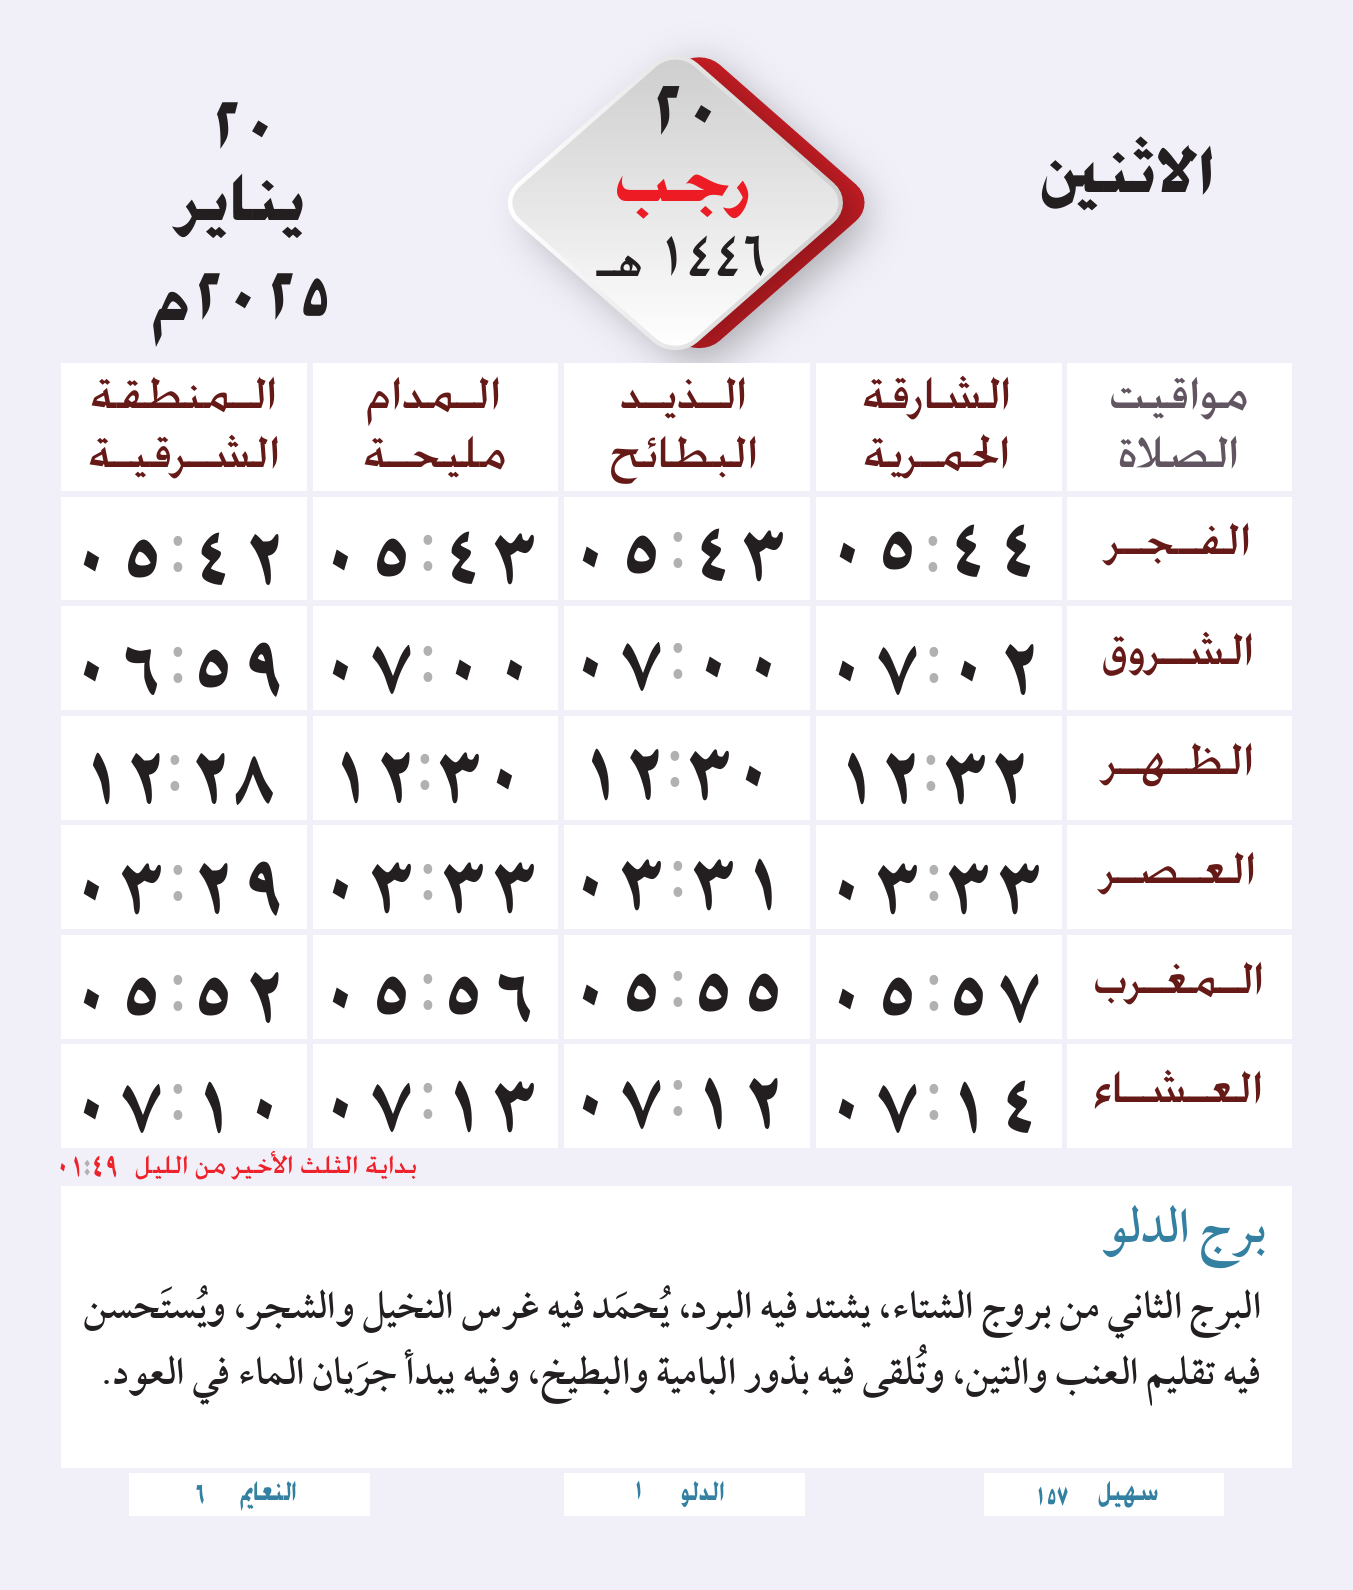 الاثنين
٢٠
رجب
١٤٤٦ هـ
٢٠
يناير
٢٠٢٥م
مواقيت الصلاة
الشارقة الحمرية
الذيد البطائح
المدام مليحة
المنطقة الشرقية
الفجر ٠٥:٤٤ ٠٥:٤٣ ٠٥:٤٣ ٠٥:٤٢
الشروق ٠٧:٠٢ ٠٧:٠٠ ٠٧:٠٠ ٠٦:٥٩
الظهر ١٢:٣٢ ١٢:٣٠ ١٢:٣٠ ١٢:٢٨
العصر ٠٣:٣٣ ٠٣:٣١ ٠٣:٣٣ ٠٣:٢٩
المغرب ٠٥:٥٧ ٠٥:٥٥ ٠٥:٥٦ ٠٥:٥٢
العشاء ٠٧:١٤ ٠٧:١٢ ٠٧:١٣ ٠٧:١٠
بداية الثلث الأخير من الليل ٠١:٤٩
برج الدلو
البرج الثاني من بروج الشتاء، يشتد فيه البرد، يُحمَد فيه غرس النخيل والشجر، ويُستَحسن
فيه تقليم العنب والتين، وتُلقى فيه بذور البامية والبطيخ، وفيه يبدأ جرَيان الماء في العود.
سهيل ١٥٧
الدلو ١
النعايم ٦